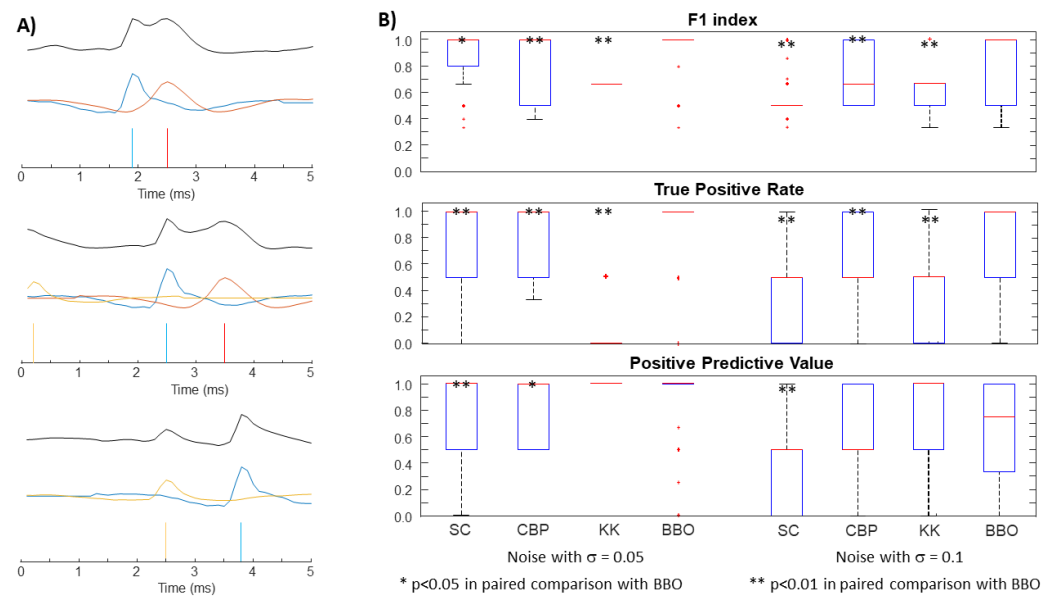 A)
0 1 2 3 4 5
Time (ms)
0 1 2 3 4 5
Time (ms)
0 1 2 3 4 5
Time (ms)
B)
F1 index
1.0
0.8
0.6
0.4
0.2
0.0
* ** ** ** ** **
True Positive Rate
1.0
0.8
0.6
0.4
0.2
0.0
** ** ** ** ** **
Positive Predictive Value
1.0
0.8
0.6
0.4
0.2
0.0
** * **
SC CBP KK BBO SC CBP KK BBO
Noise with σ = 0.05 Noise with σ = 0.1
* p<0.05 in paired comparison with BBO ** p<0.01 in paired comparison with BBO